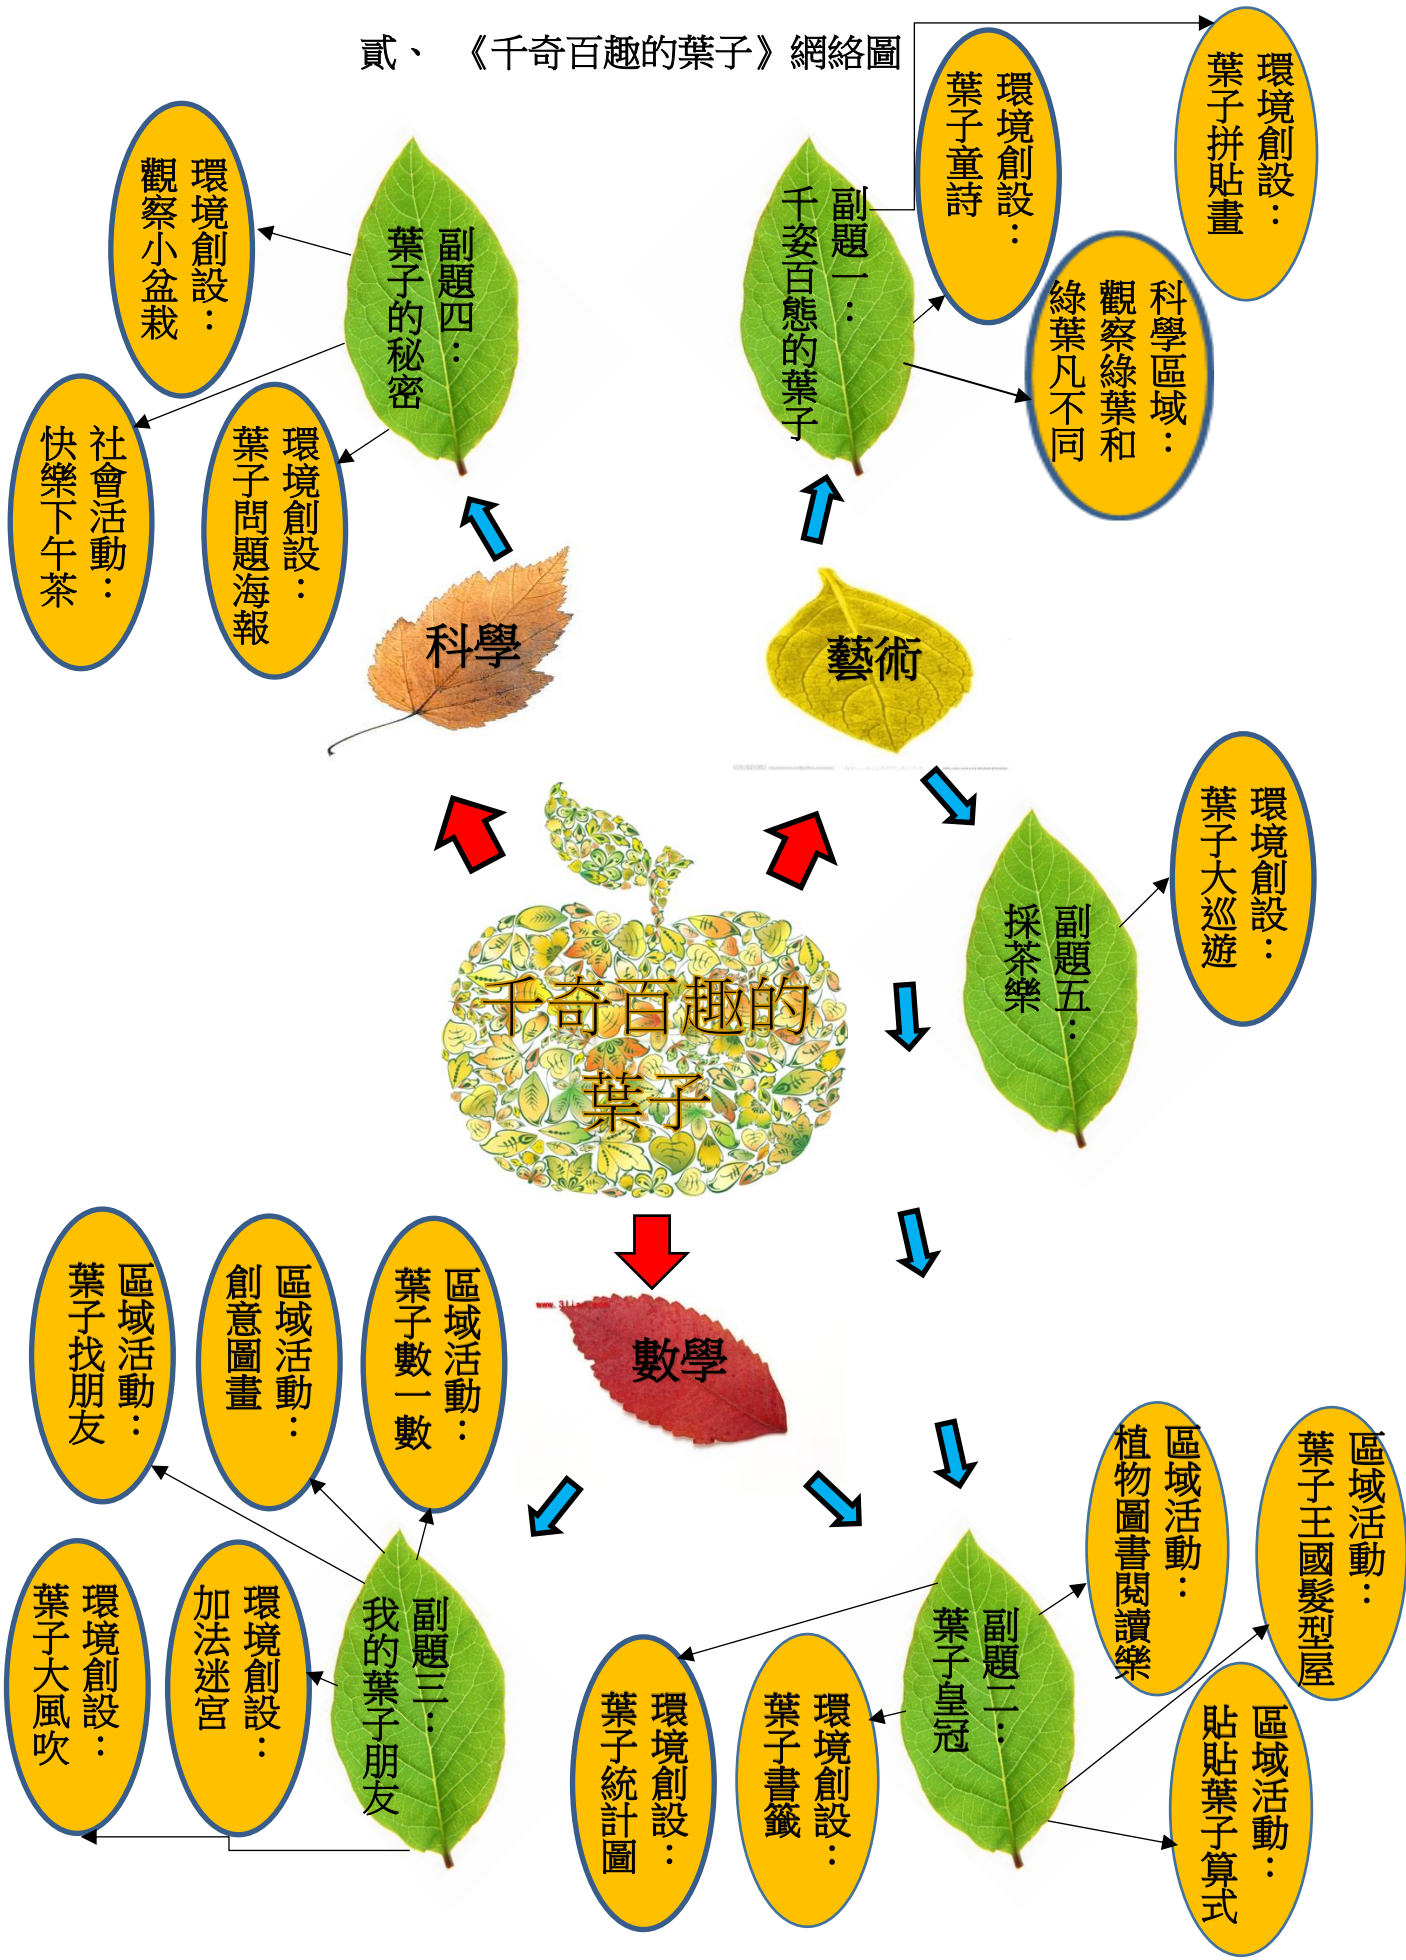 貳、 《千奇百趣的葉子》網絡圖
環境創設：
葉子拼貼畫
環境創設：
葉子童詩
科學區域：
觀察綠葉和
綠葉凡不同
副題一：
千姿百態的葉子
副題四：
葉子的秘密
環境創設：
觀察小盆栽
環境創設：
葉子問題海報
社會活動：
快樂下午茶
科學
藝術
環境創設：
葉子大巡遊
副題五：
採茶樂
千奇百趣的
葉子
數學
區域活動：
葉子數一數
區域活動：
創意圖畫
區域活動：
葉子找朋友
副題三：
我的葉子朋友
環境創設：
加法迷宮
環境創設：
葉子大風吹
區域活動：
葉子王國髮型屋
區域活動：
植物圖書閱讀樂
副題二：
葉子皇冠
環境創設：
葉子書籤
環境創設：
葉子統計圖
區域活動：
貼貼葉子算式